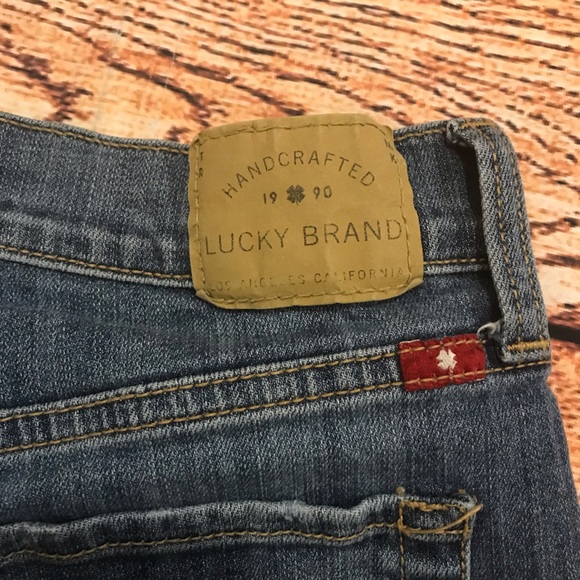 HANDCRAFTED
19 90
LUCKY BRAND
LOS ANGELES CALIFORNIA